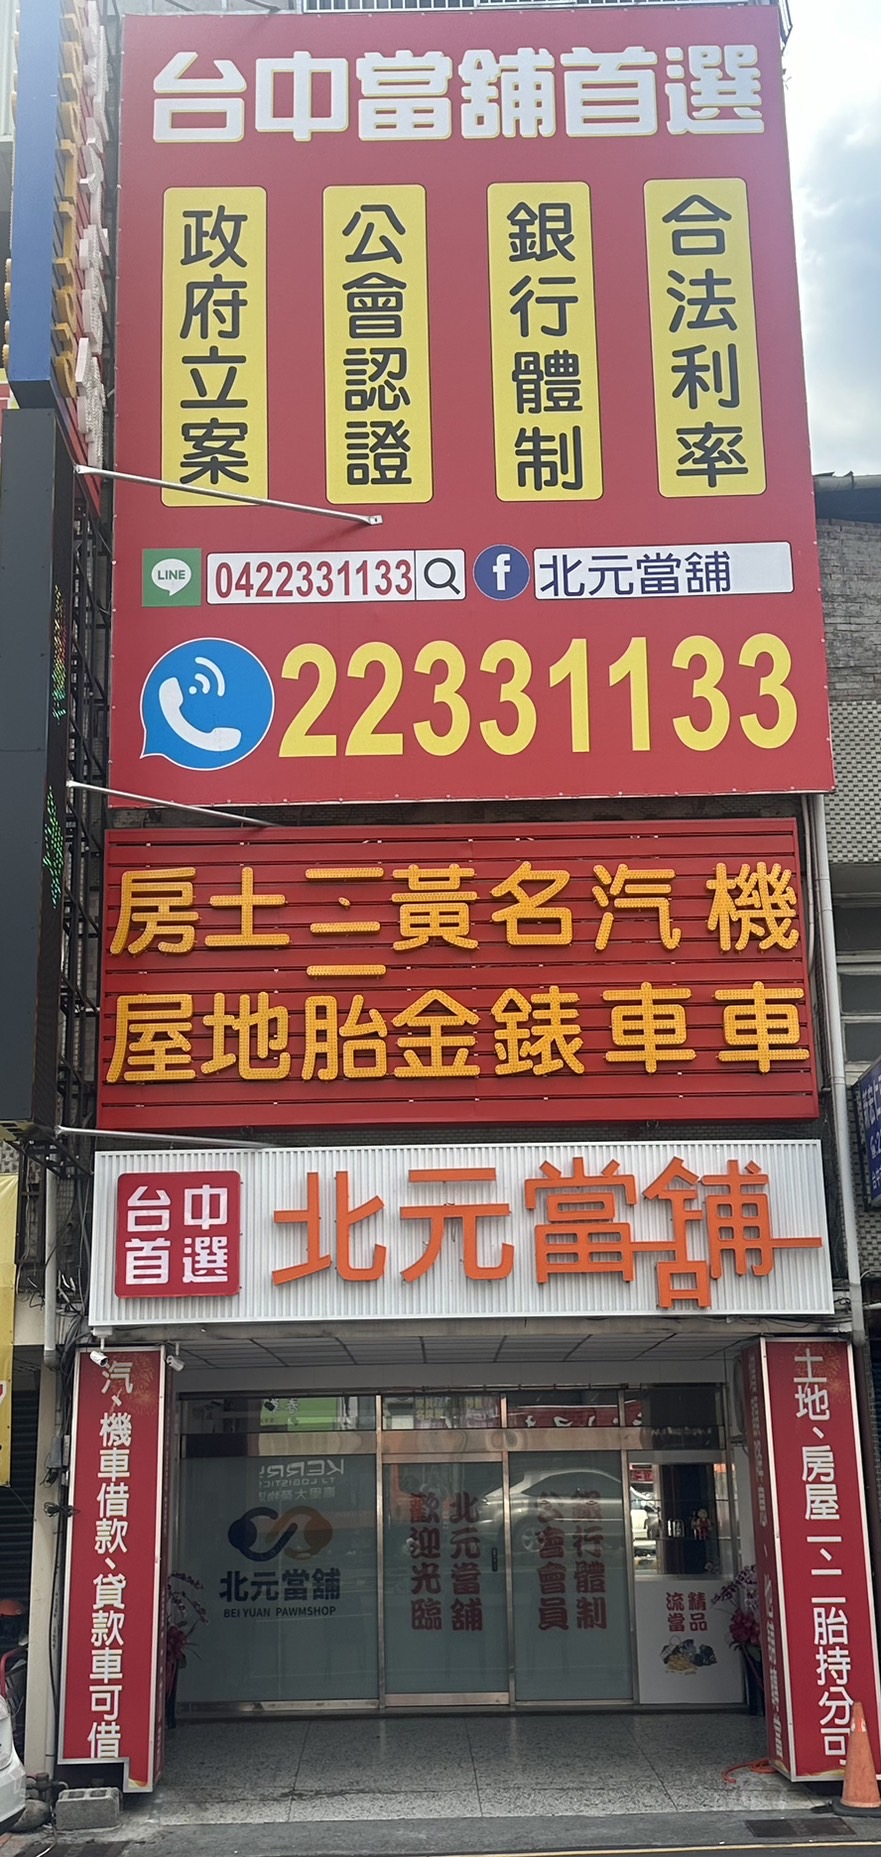 台中當舖首選
政府立案
公會認證
銀行體制
合法利率
LINE
0422331133
f
北元當舖
22331133
房屋
土地
二三胎
黃金
名錶
汽車
機車
台中
首選
北元當舖
汽、機車借款、貸款車可借
土地、房屋一、二胎持分可
北元當舖
BEI YUAN PAWMSHOP
北元當舖
歡迎光臨
銀行體制
公會會員
精品
流當